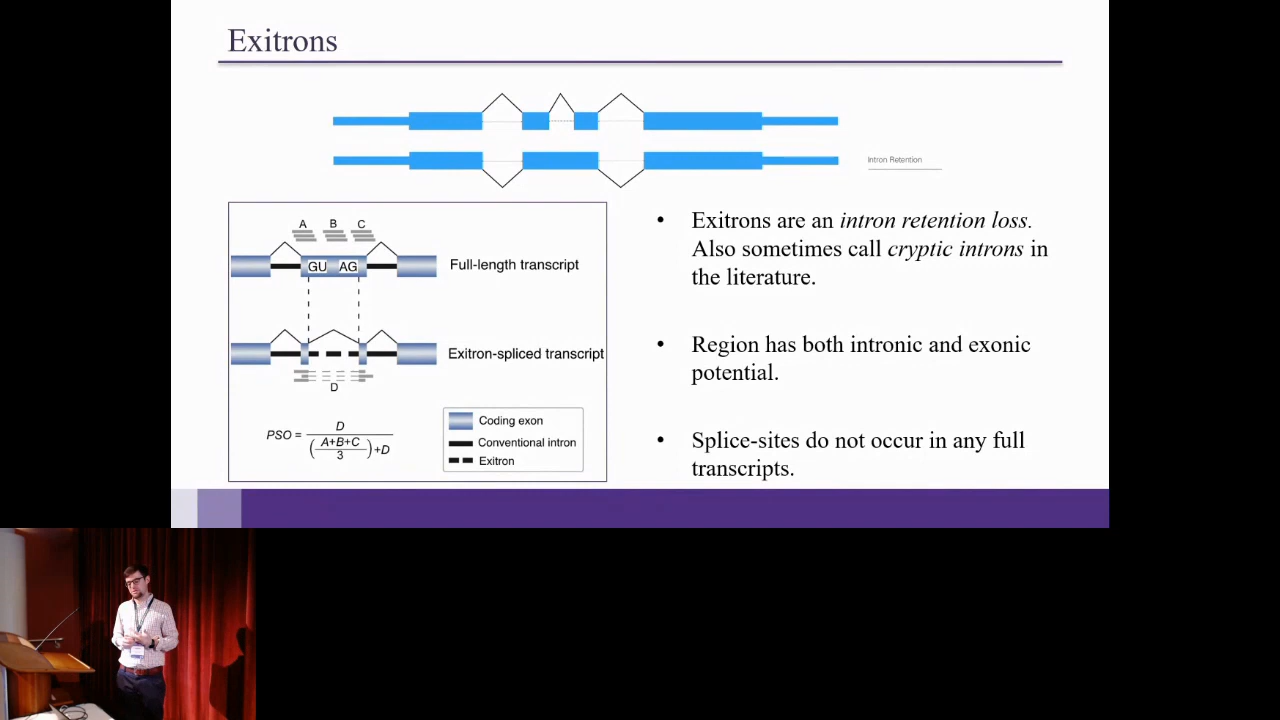 Exitrons
Intron Retention
A B C
GU AG
Full-length transcript
Exitron-spliced transcript
D
PSO = D / ((A+B+C / 3) +D)
Coding exon
Conventional intron
Exitron
• Exitrons are an intron retention loss.
Also sometimes call cryptic introns in
the literature.
• Region has both intronic and exonic
potential.
• Splice-sites do not occur in any full
transcripts.